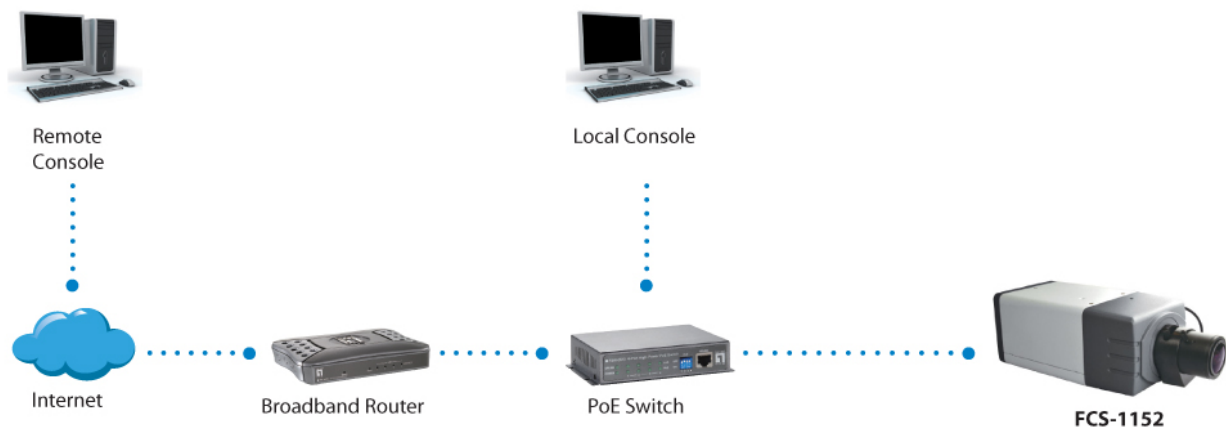 Remote
Console
Local Console
Internet
Broadband Router
PoE Switch
FCS-1152